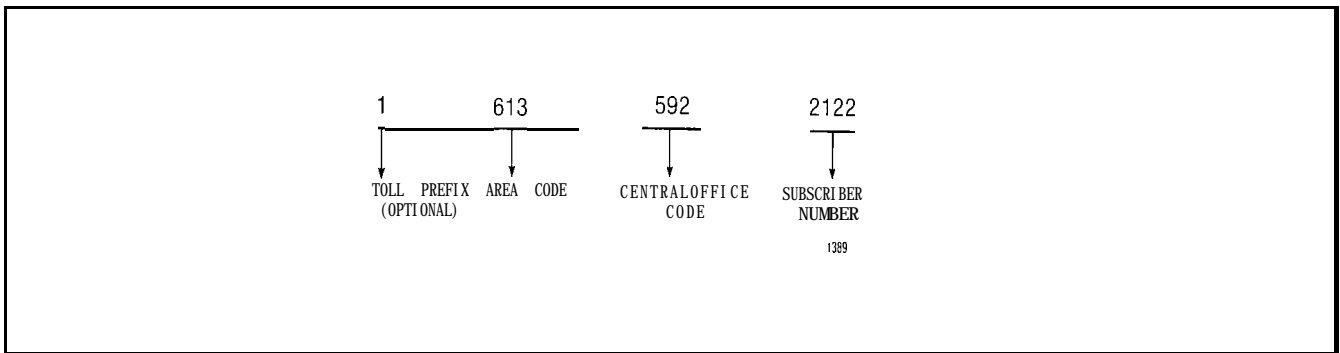 1 613 592 2122
TOLL PREFIX AREA CODE CENTRALOFFICE SUBSCRIBER
(OPTIONAL) CODE NUMBER
1389